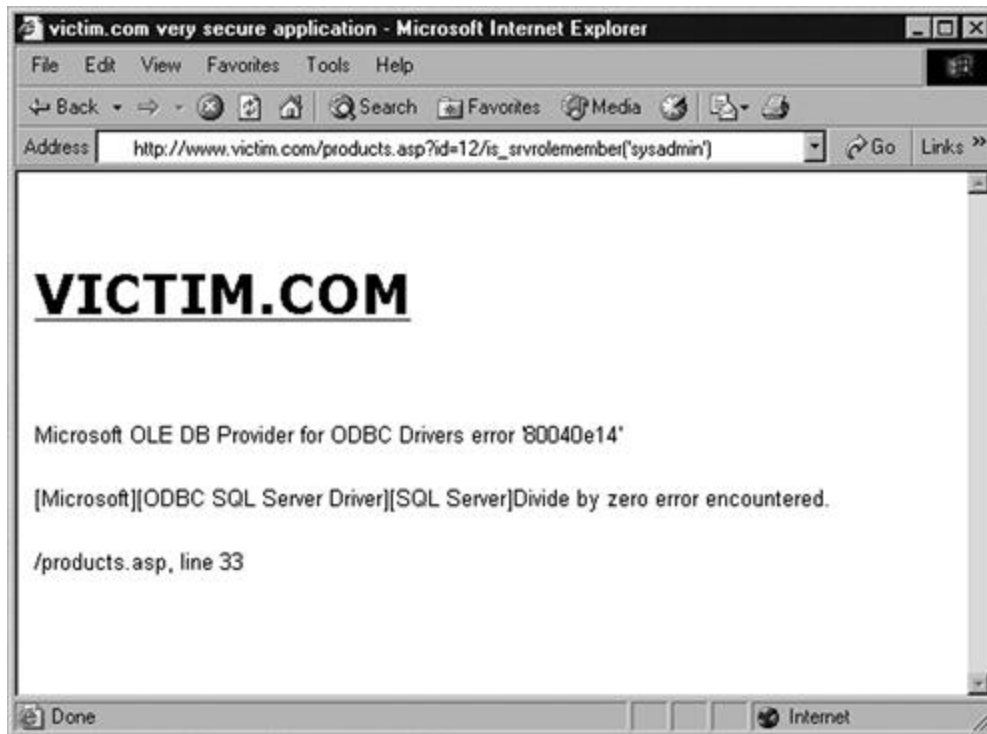 victim.com very secure application - Microsoft Internet Explorer
File Edit View Favorites Tools Help
Back Search Favorites Media
Address http://www.victim.com/products.asp?id=12/is_srvrolemember('sysadmin') Go Links »
VICTIM.COM
Microsoft OLE DB Provider for ODBC Drivers error '80040e14'
[Microsoft][ODBC SQL Server Driver][SQL Server]Divide by zero error encountered.
/products.asp, line 33
Done Internet